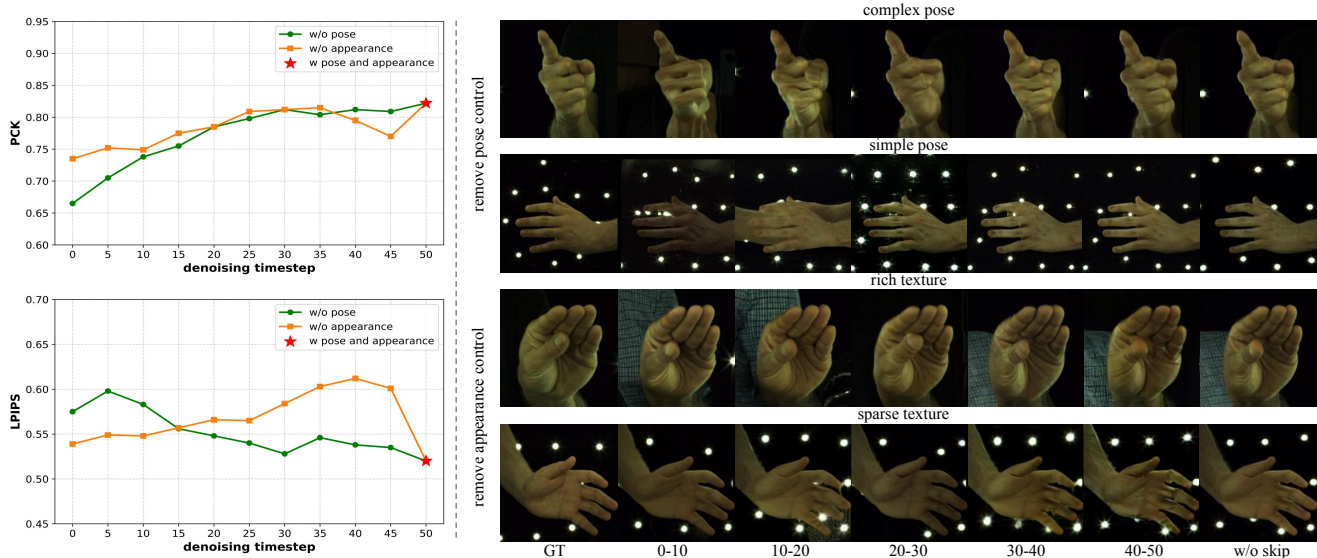 0.95
0.90
0.85
0.80
0.75
0.70
0.65
0.60
PCK
w/o pose
w/o appearance
w pose and appearance
0 5 10 15 20 25 30 35 40 45 50
denoising timestep
0.70
0.65
0.60
0.55
0.50
0.45
LPIPS
w/o pose
w/o appearance
w pose and appearance
0 5 10 15 20 25 30 35 40 45 50
denoising timestep
remove pose control
complex pose
simple pose
remove appearance control
rich texture
sparse texture
GT 0-10 10-20 20-30 30-40 40-50 w/o skip